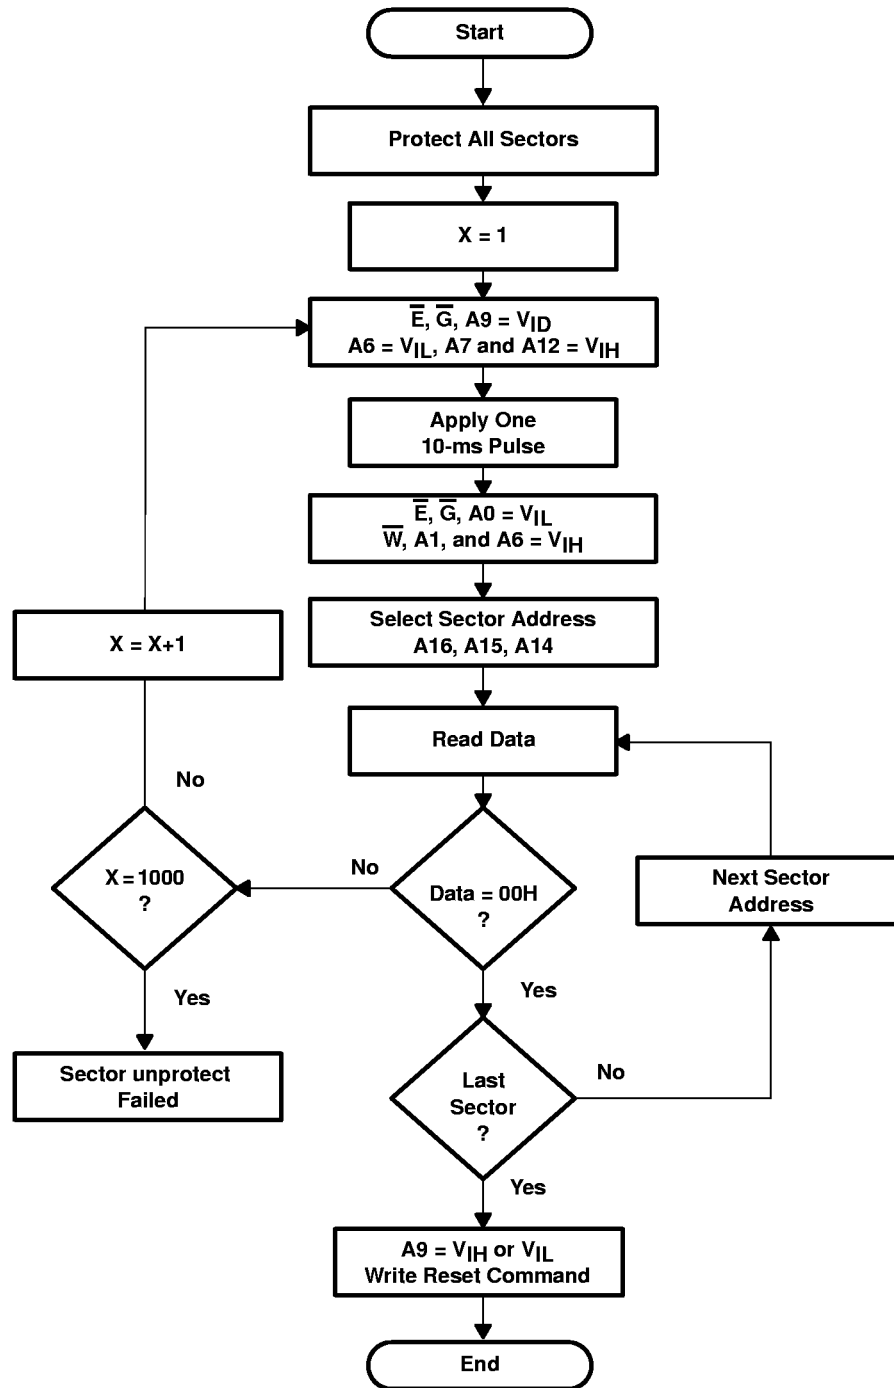 Start
Protect All Sectors
X = 1
E̅, G̅, A9 = VID
A6 = VIL, A7 and A12 = VIH
Apply One
10-ms Pulse
E̅, G̅, A0 = VIL
W̅, A1, and A6 = VIH
Select Sector Address
A16, A15, A14
X = X+1
Read Data
No
X = 1000
?
No
Data = 00H
?
Next Sector
Address
Yes
Yes
Sector unprotect
Failed
Last
Sector
?
No
Yes
A9 = VIH or VIL
Write Reset Command
End